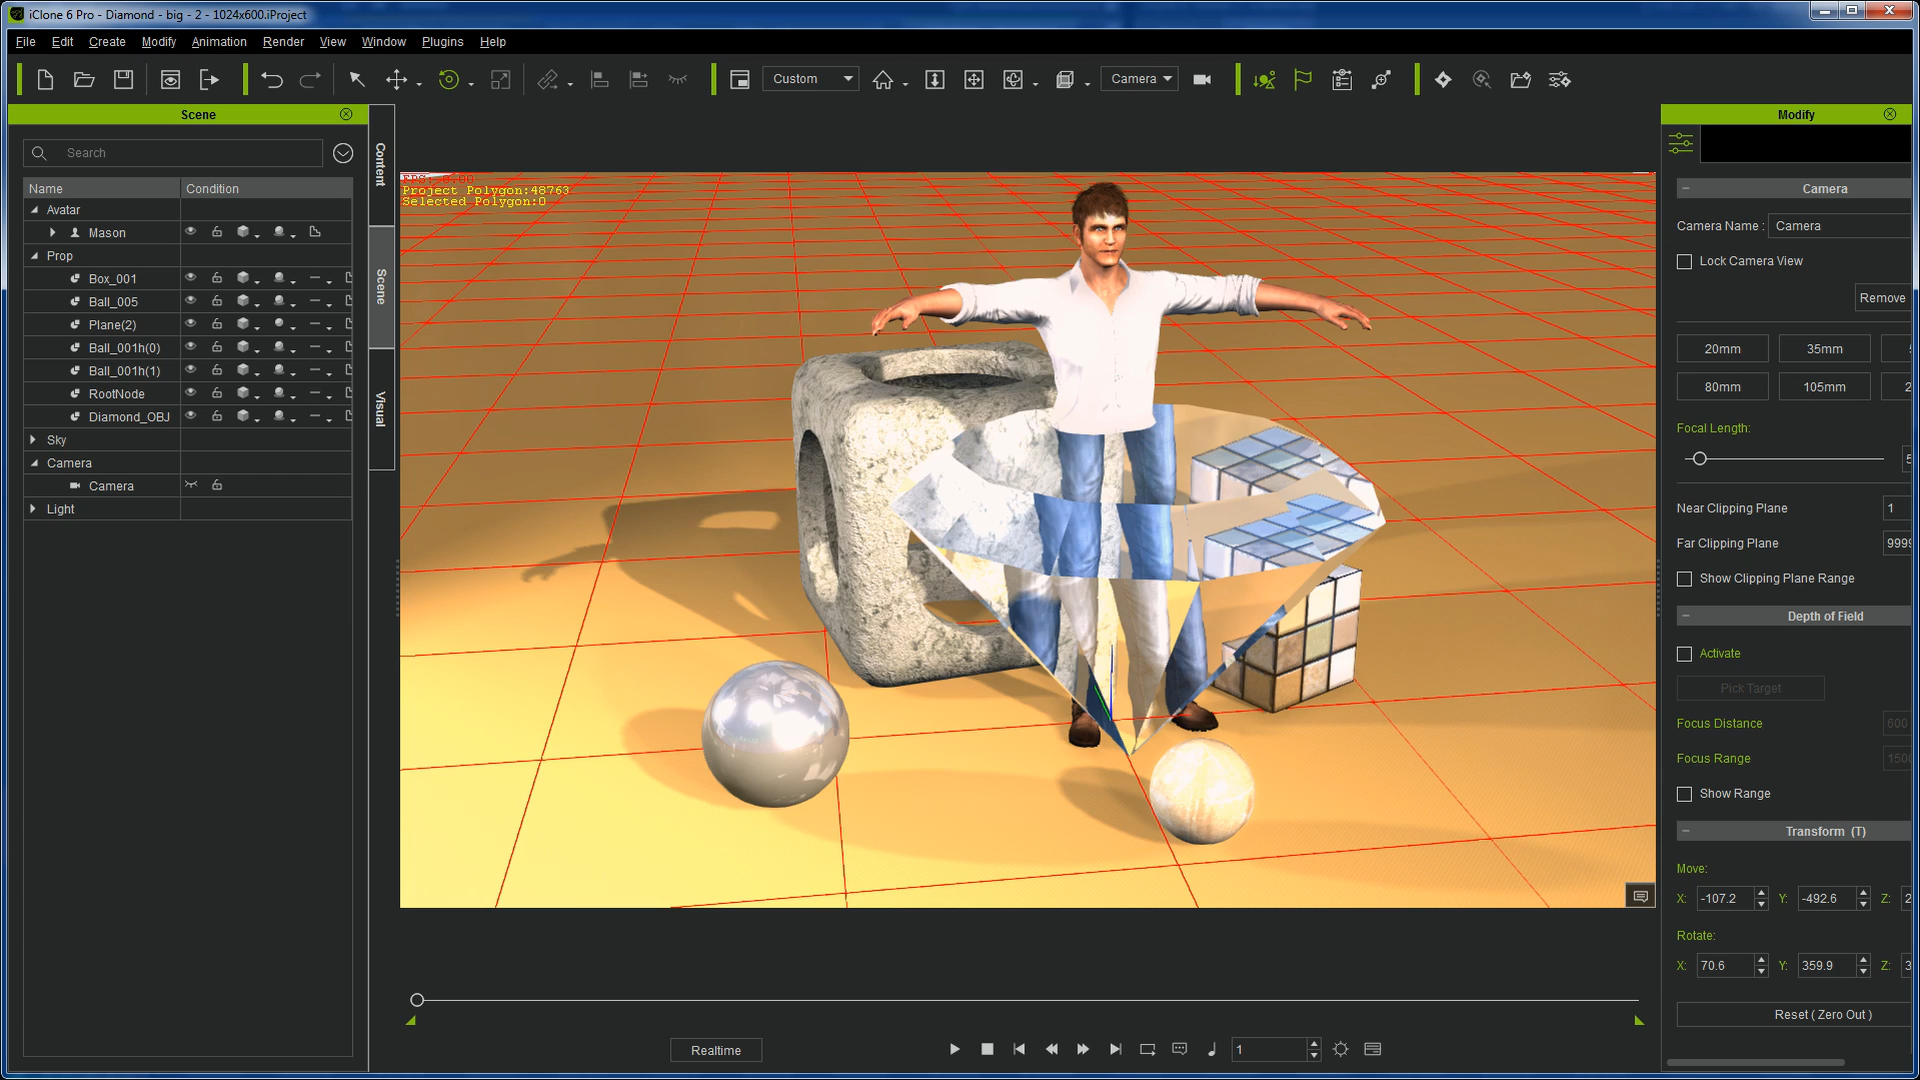 iClone 6 Pro - Diamond - big - 2 - 1024x600.iProject
File Edit Create Modify Animation Render View Window Plugins Help
Custom Camera
Scene
Search
Name Condition
Avatar
Mason
Prop
Box_001
Ball_005
Plane(2)
Ball_001h(0)
Ball_001h(1)
RootNode
Diamond_OBJ
Sky
Camera
Camera
Light
Content
Scene
Visual
Project Polygon:48763
Selected Polygon:0
Realtime
1
Modify
Camera
Camera Name : Camera
Lock Camera View
Remove
20mm 35mm
80mm 105mm
Focal Length:
Near Clipping Plane 1
Far Clipping Plane 9999
Show Clipping Plane Range
Depth of Field
Activate
Pick Target
Focus Distance 600
Focus Range 1500
Show Range
Transform (T)
Move:
X: -107.2 Y: -492.6 Z: 2
Rotate:
X: 70.6 Y: 359.9 Z: 3
Reset ( Zero Out )